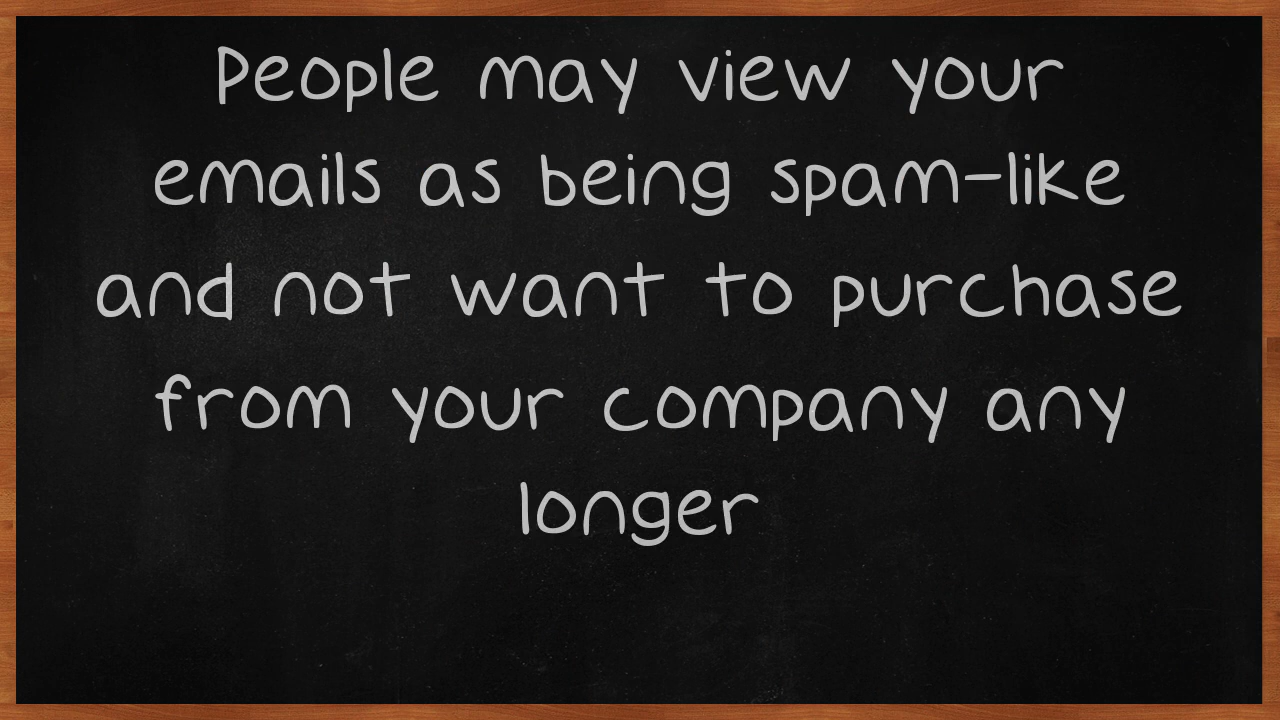 People may view your
emails as being spam-like
and not want to purchase
from your company any
longer